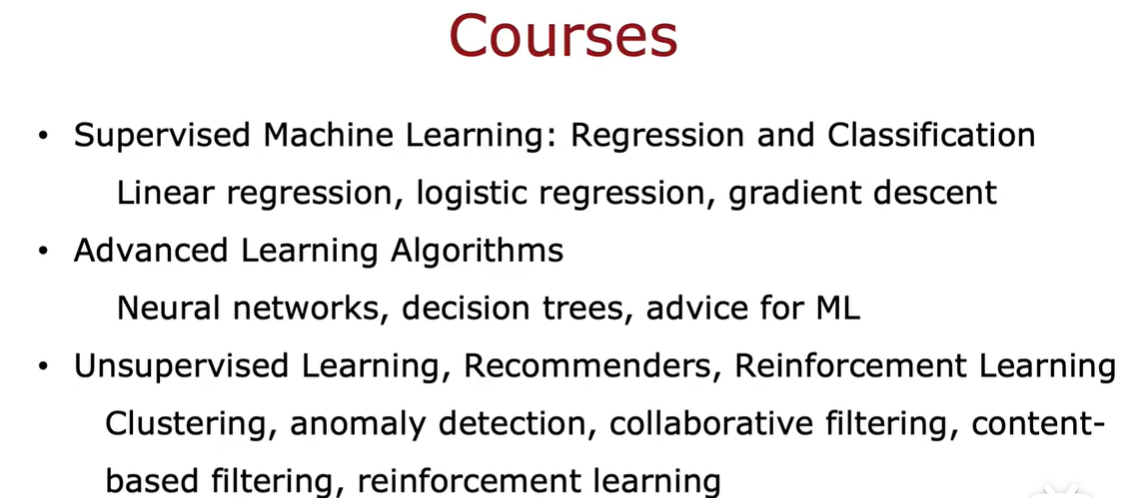 Courses
• Supervised Machine Learning: Regression and Classification
Linear regression, logistic regression, gradient descent
• Advanced Learning Algorithms
Neural networks, decision trees, advice for ML
• Unsupervised Learning, Recommenders, Reinforcement Learning
Clustering, anomaly detection, collaborative filtering, content-
based filtering, reinforcement learning